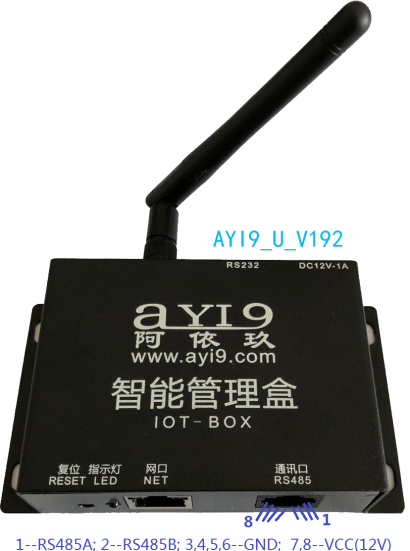 AYI9_U_V192
RS232 DC12V-1A
aYI9
阿依玖
www.ayi9.com
智能管理盒
IOT-BOX
复位 指示灯 网口 通讯口
RESET LED NET RS485
8 1
1--RS485A; 2--RS485B; 3,4,5,6--GND; 7,8--VCC(12V)